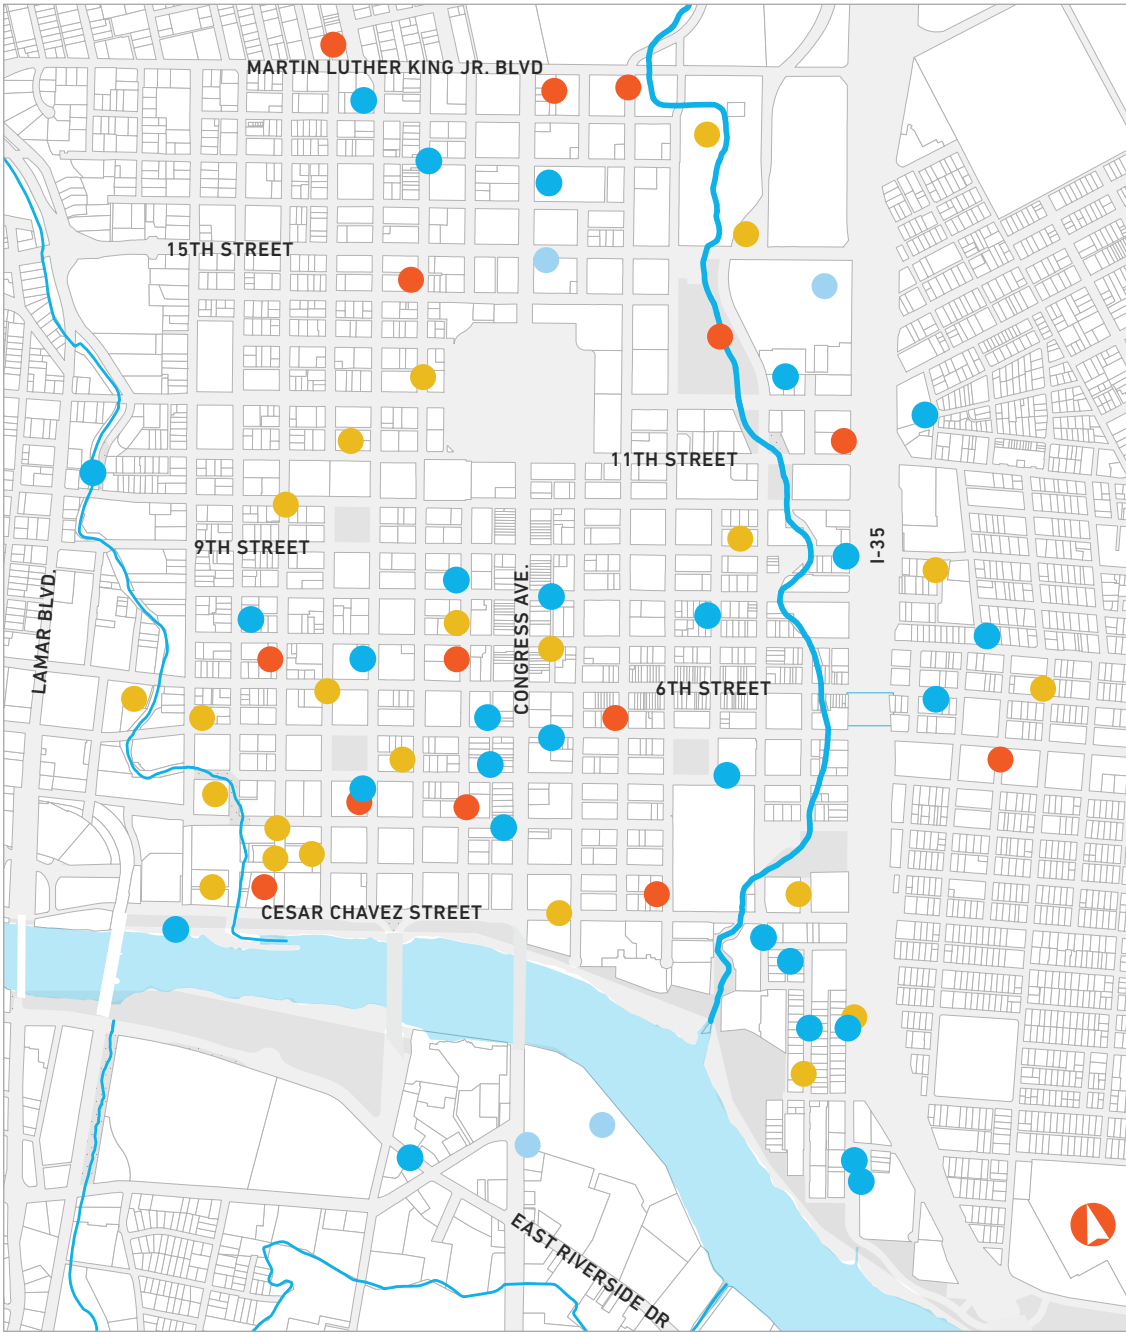 MARTIN LUTHER KING JR. BLVD
15TH STREET
11TH STREET
9TH STREET
I-35
LAMAR BLVD.
CONGRESS AVE.
6TH STREET
CESAR CHAVEZ STREET
EAST RIVERSIDE DR